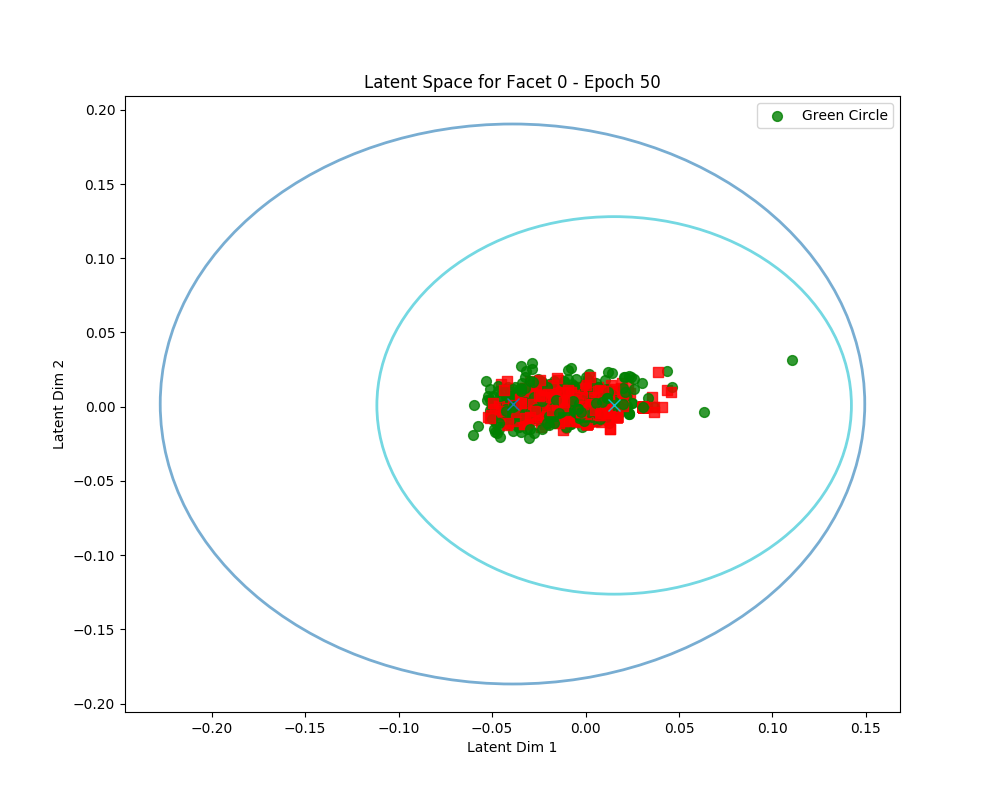 Latent Space for Facet 0 - Epoch 50
Green Circle
0.20
0.15
0.10
0.05
0.00
−0.05
−0.10
−0.15
−0.20
Latent Dim 2
−0.20 −0.15 −0.10 −0.05 0.00 0.05 0.10 0.15
Latent Dim 1